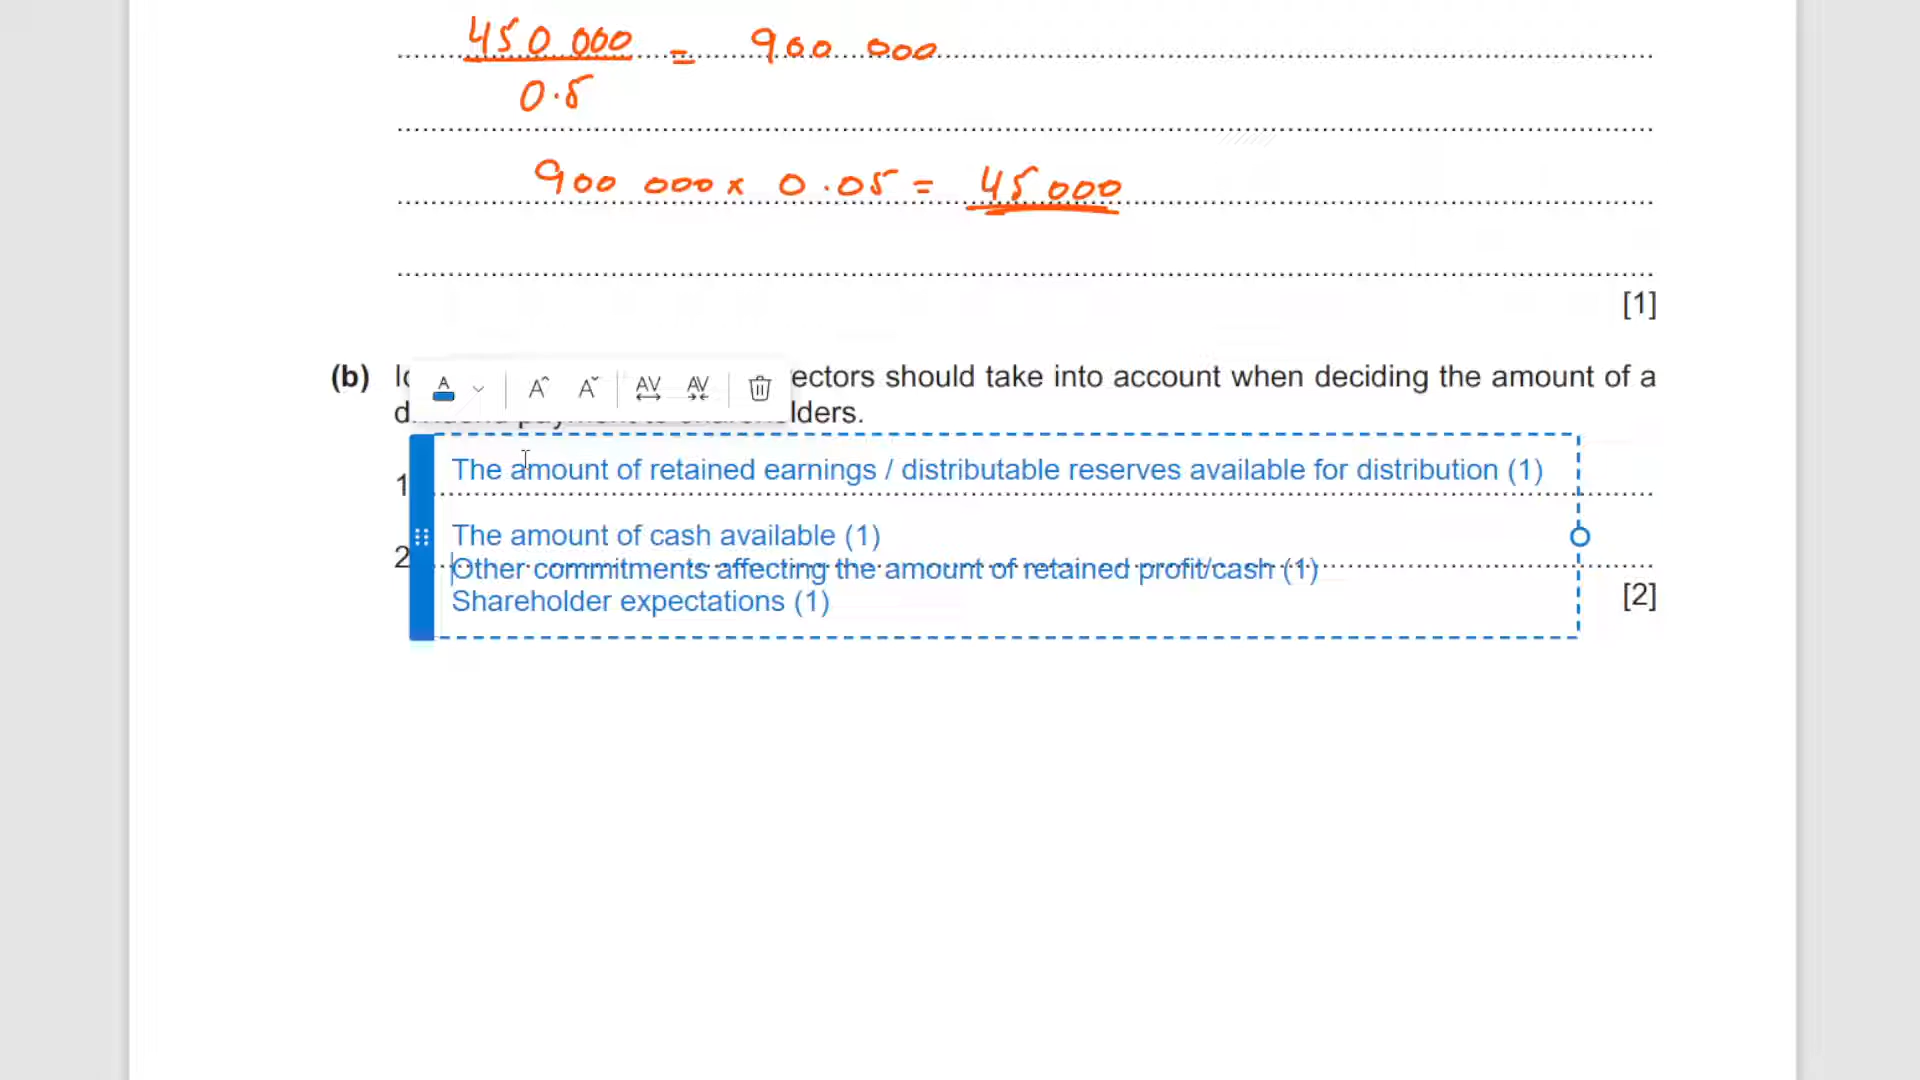 450 000 = 900 000
0.5
900 000 x 0.05 = 45 000
[1]
(b) ectors should take into account when deciding the amount of a
lders.
The amount of retained earnings / distributable reserves available for distribution (1)
1
The amount of cash available (1)
2
Other commitments affecting the amount of retained profit/cash (1)
Shareholder expectations (1)
[2]